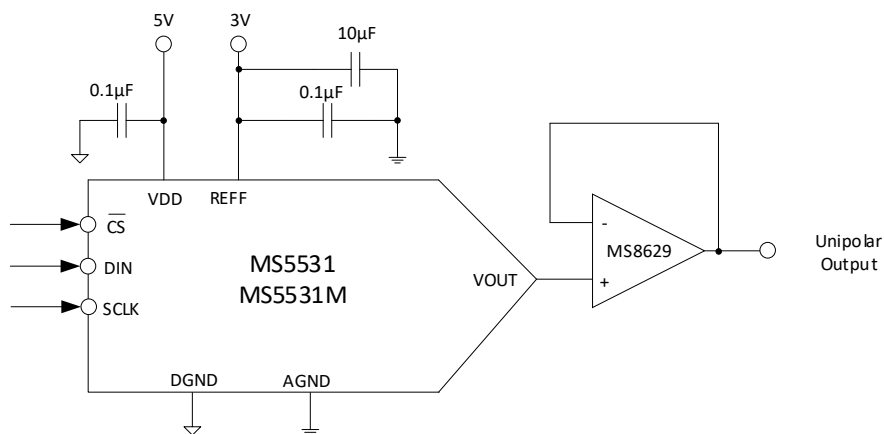 5V
3V
10μF
0.1μF
0.1μF
VDD
REFF
CS
DIN
SCLK
MS5531
MS5531M
VOUT
-
MS8629
+
Unipolar
Output
DGND
AGND